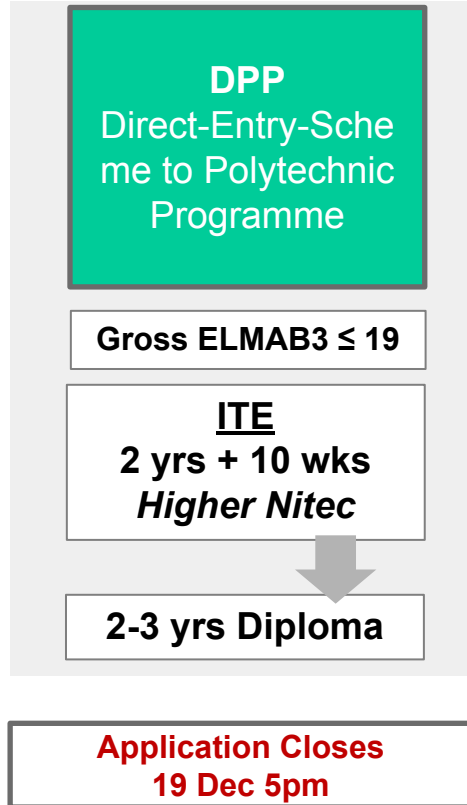 DPP
Direct-Entry-Sche
me to Polytechnic
Programme
Gross ELMAB3 ≤ 19
ITE
2 yrs + 10 wks
Higher Nitec
2-3 yrs Diploma
Application Closes
19 Dec 5pm